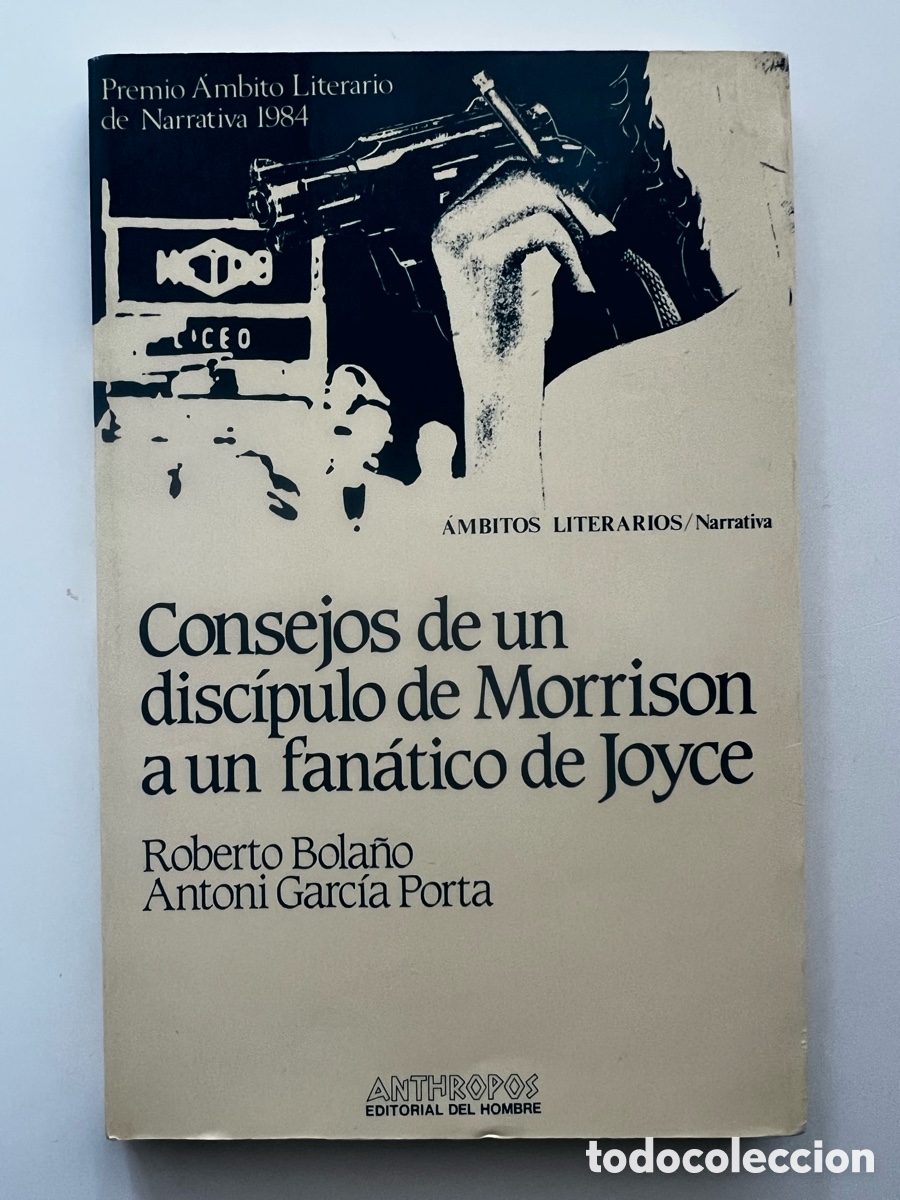 Premio Ámbito Literario
de Narrativa 1984
ÁMBITOS LITERARIOS/Narrativa
Consejos de un
discípulo de Morrison
a un fanático de Joyce
Roberto Bolaño
Antoni García Porta
ANTHROPOS
EDITORIAL DEL HOMBRE
todocoleccion